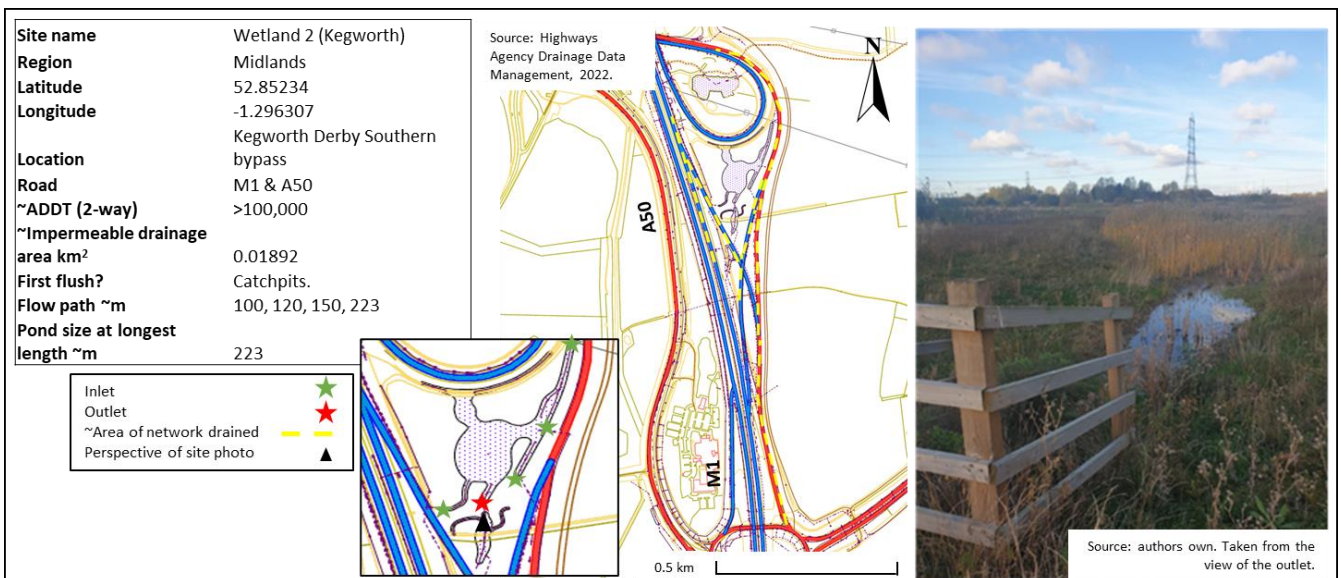 Site name Wetland 2 (Kegworth)
Region Midlands
Latitude 52.85234
Longitude -1.296307
Kegworth Derby Southern
Location bypass
Road M1 & A50
~ADDT (2-way) >100,000
~Impermeable drainage
area km² 0.01892
First flush? Catchpits.
Flow path ~m 100, 120, 150, 223
Pond size at longest
length ~m 223
Inlet
Outlet
~Area of network drained
Perspective of site photo
Source: Highways
Agency Drainage Data
Management, 2022.
N
A50
M1
0.5 km
Source: authors own. Taken from the
view of the outlet.